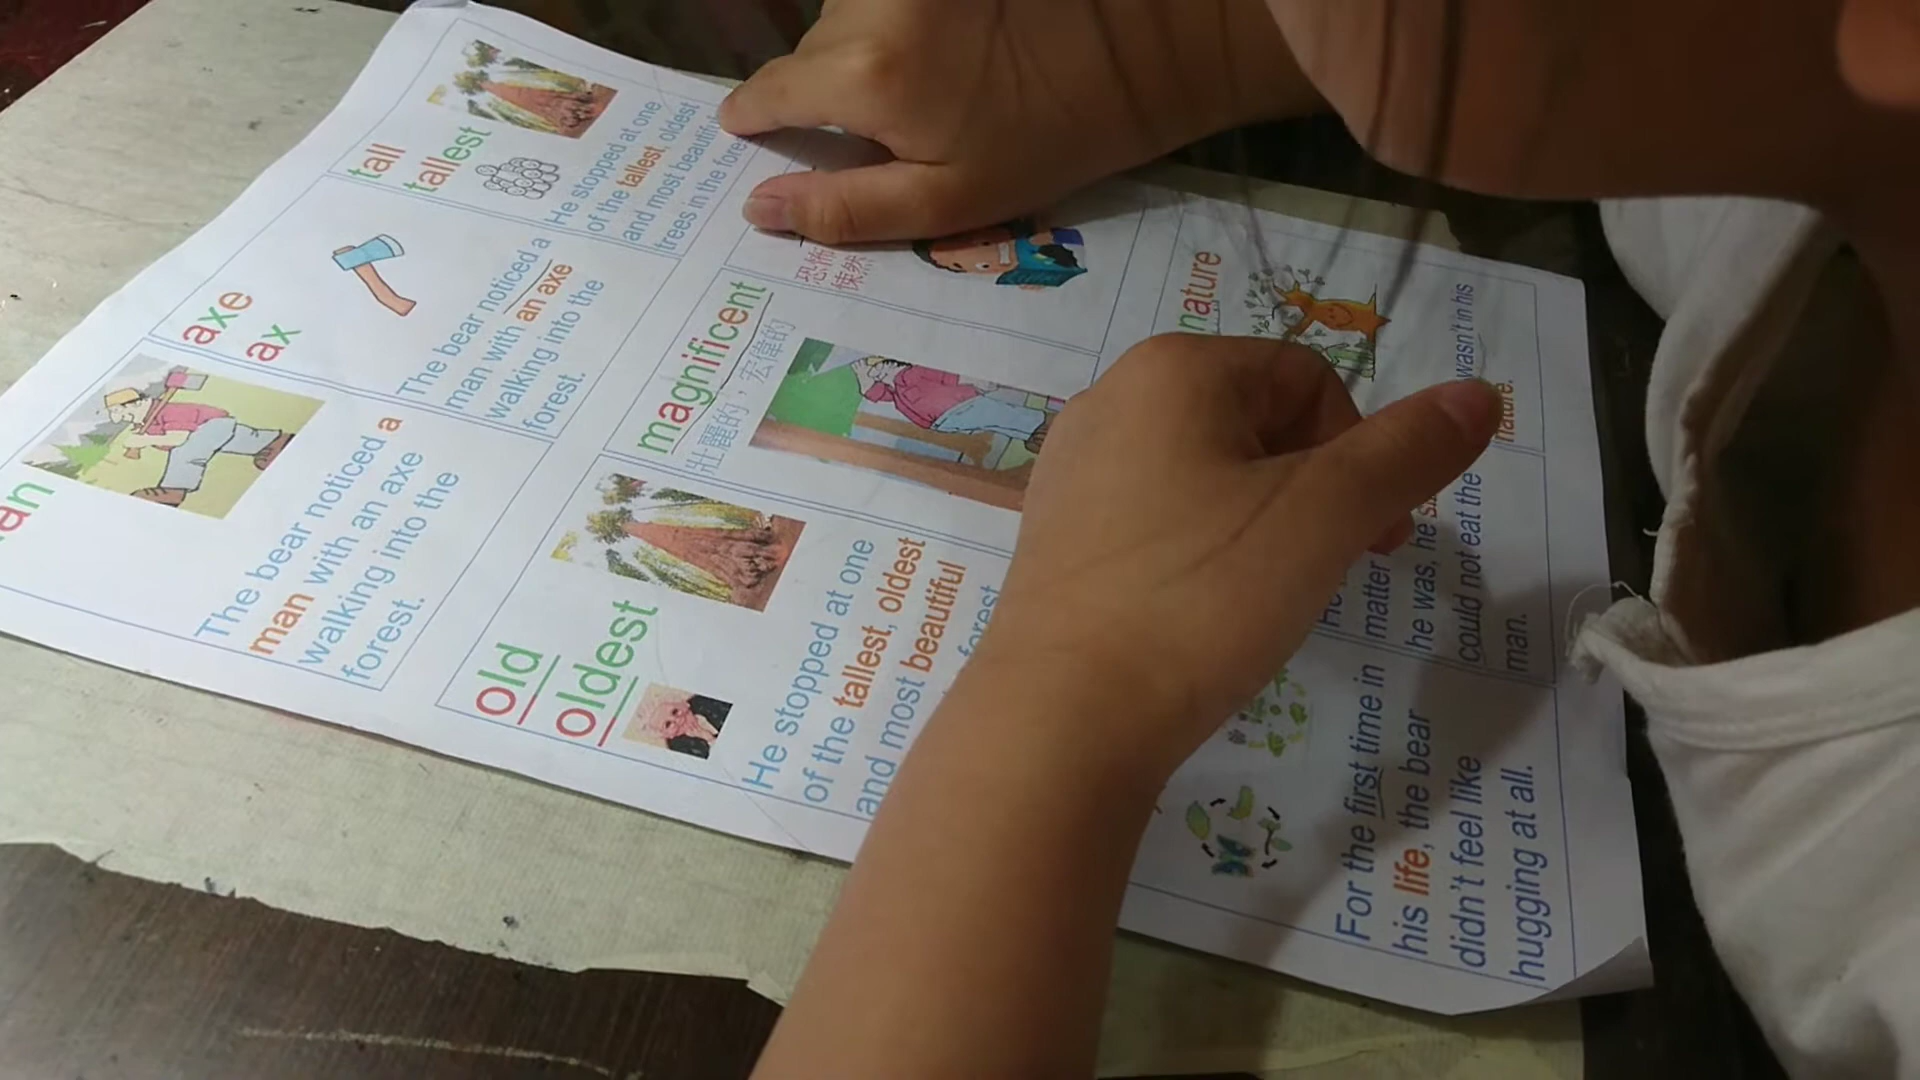 The bear noticed a
man with an axe
walking into the
forest.
axe
ax
The bear noticed a
man with an axe
walking into the
forest.
tall
tallest
He stopped at one
of the tallest, oldest
and most beautiful
trees in the
old
oldest
He stopped at one
of the tallest, oldest
and most beautiful
forest
magnificent
壯麗的，宏偉的
恐怖
悚然
For the first time in
his life, the bear
didn't feel like
hugging at all.
matter
he was, he
could not eat the
man.
nature
wasn't in his
nature.